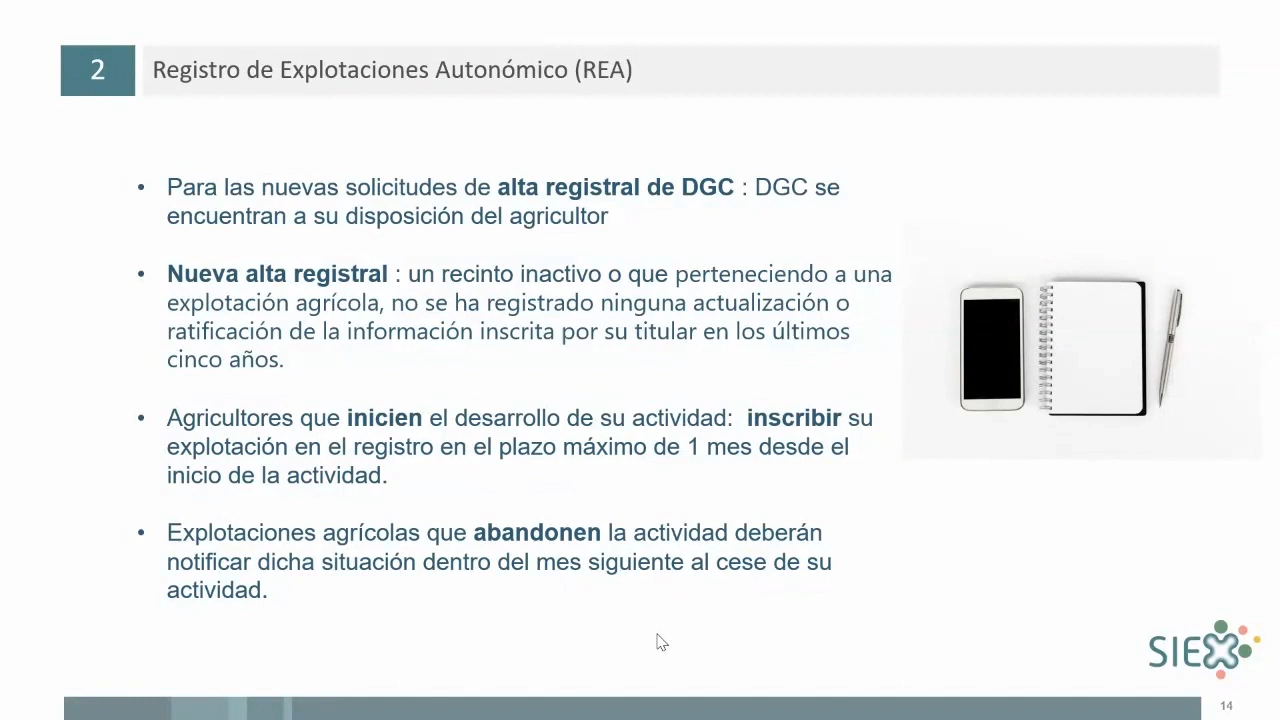 2
Registro de Explotaciones Autonómico (REA)
• Para las nuevas solicitudes de alta registral de DGC : DGC se
encuentran a su disposición del agricultor
• Nueva alta registral : un recinto inactivo o que perteneciendo a una
explotación agrícola, no se ha registrado ninguna actualización o
ratificación de la información inscrita por su titular en los últimos
cinco años.
• Agricultores que inicien el desarrollo de su actividad: inscribir su
explotación en el registro en el plazo máximo de 1 mes desde el
inicio de la actividad.
• Explotaciones agrícolas que abandonen la actividad deberán
notificar dicha situación dentro del mes siguiente al cese de su
actividad.
SIEX
14